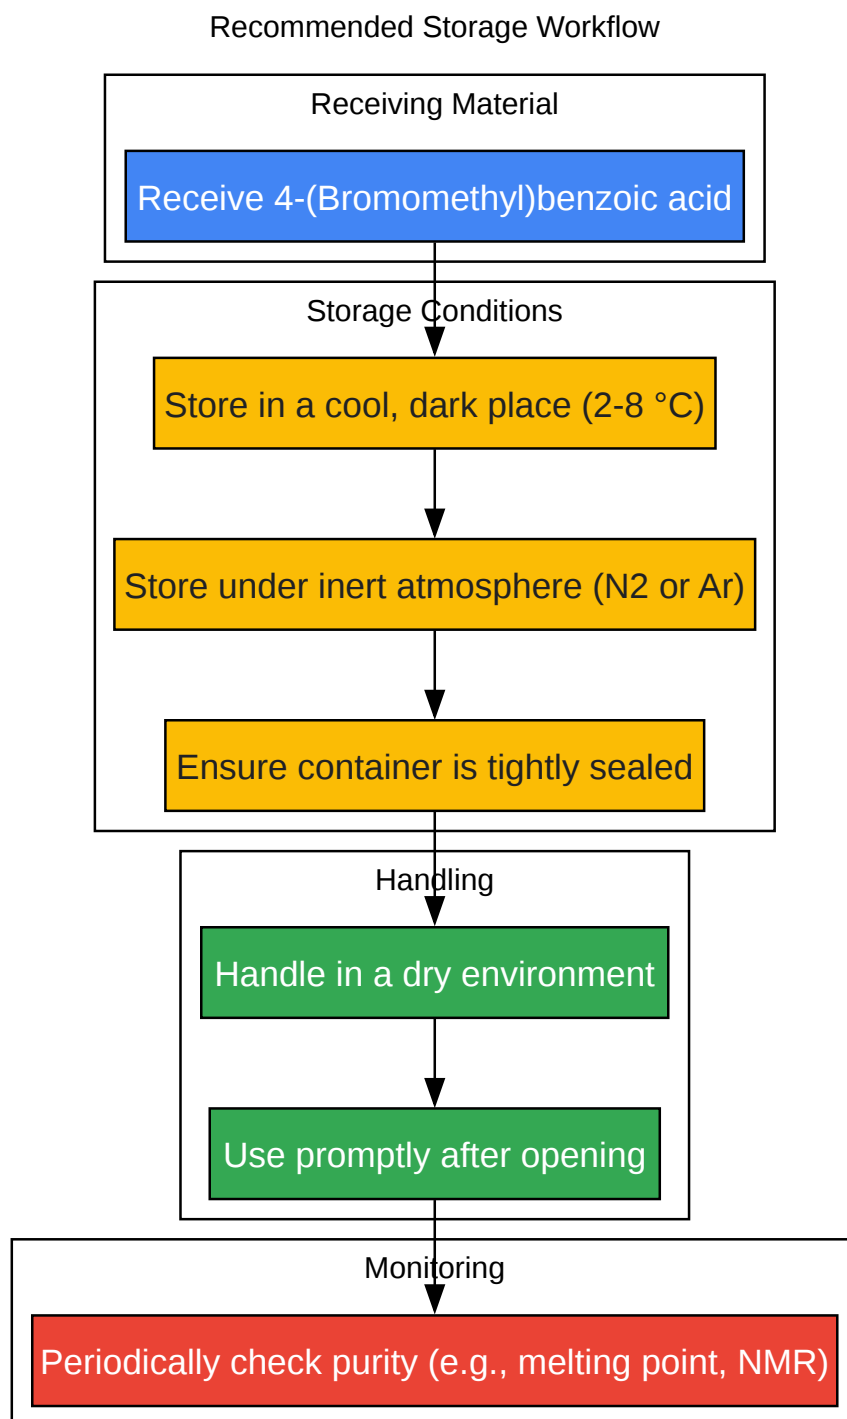 Recommended Storage Workflow
Receiving Material
Receive 4-(Bromomethyl)benzoic acid
Storage Conditions
Store in a cool, dark place (2-8 °C)
Store under inert atmosphere (N2 or Ar)
Ensure container is tightly sealed
Handling
Handle in a dry environment
Use promptly after opening
Monitoring
Periodically check purity (e.g., melting point, NMR)